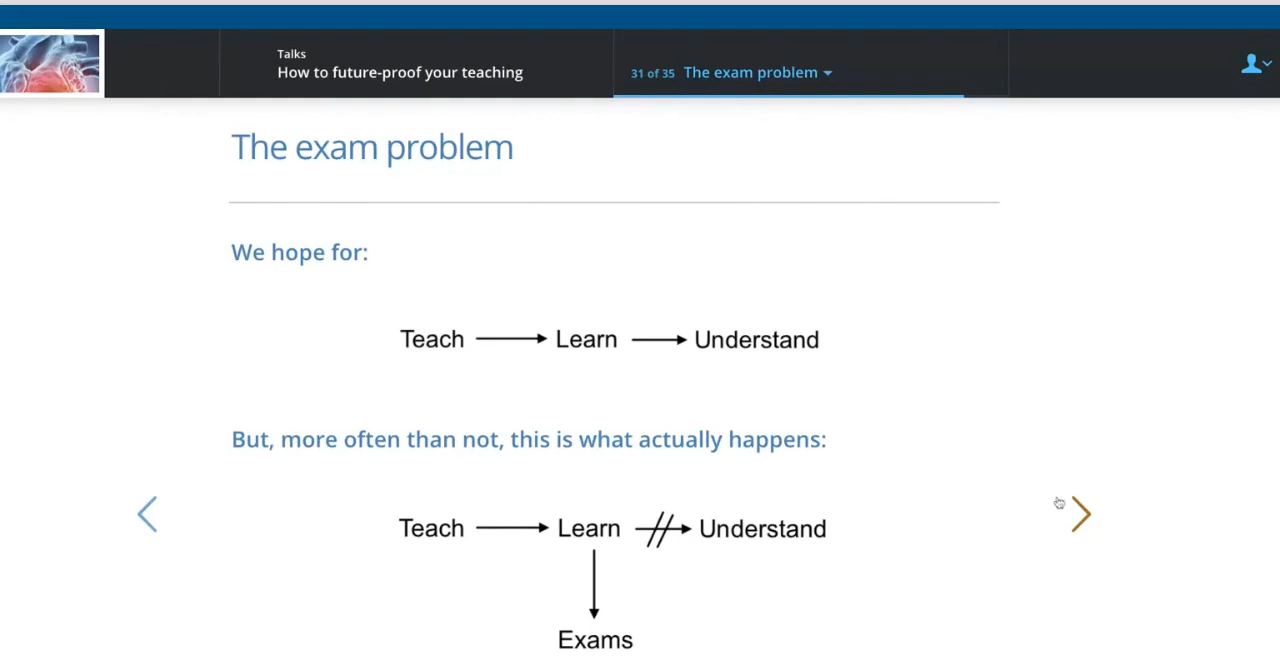 Talks
How to future-proof your teaching
31 of 35 The exam problem
The exam problem
We hope for:
Teach Learn Understand
But, more often than not, this is what actually happens:
Teach Learn Understand
Exams